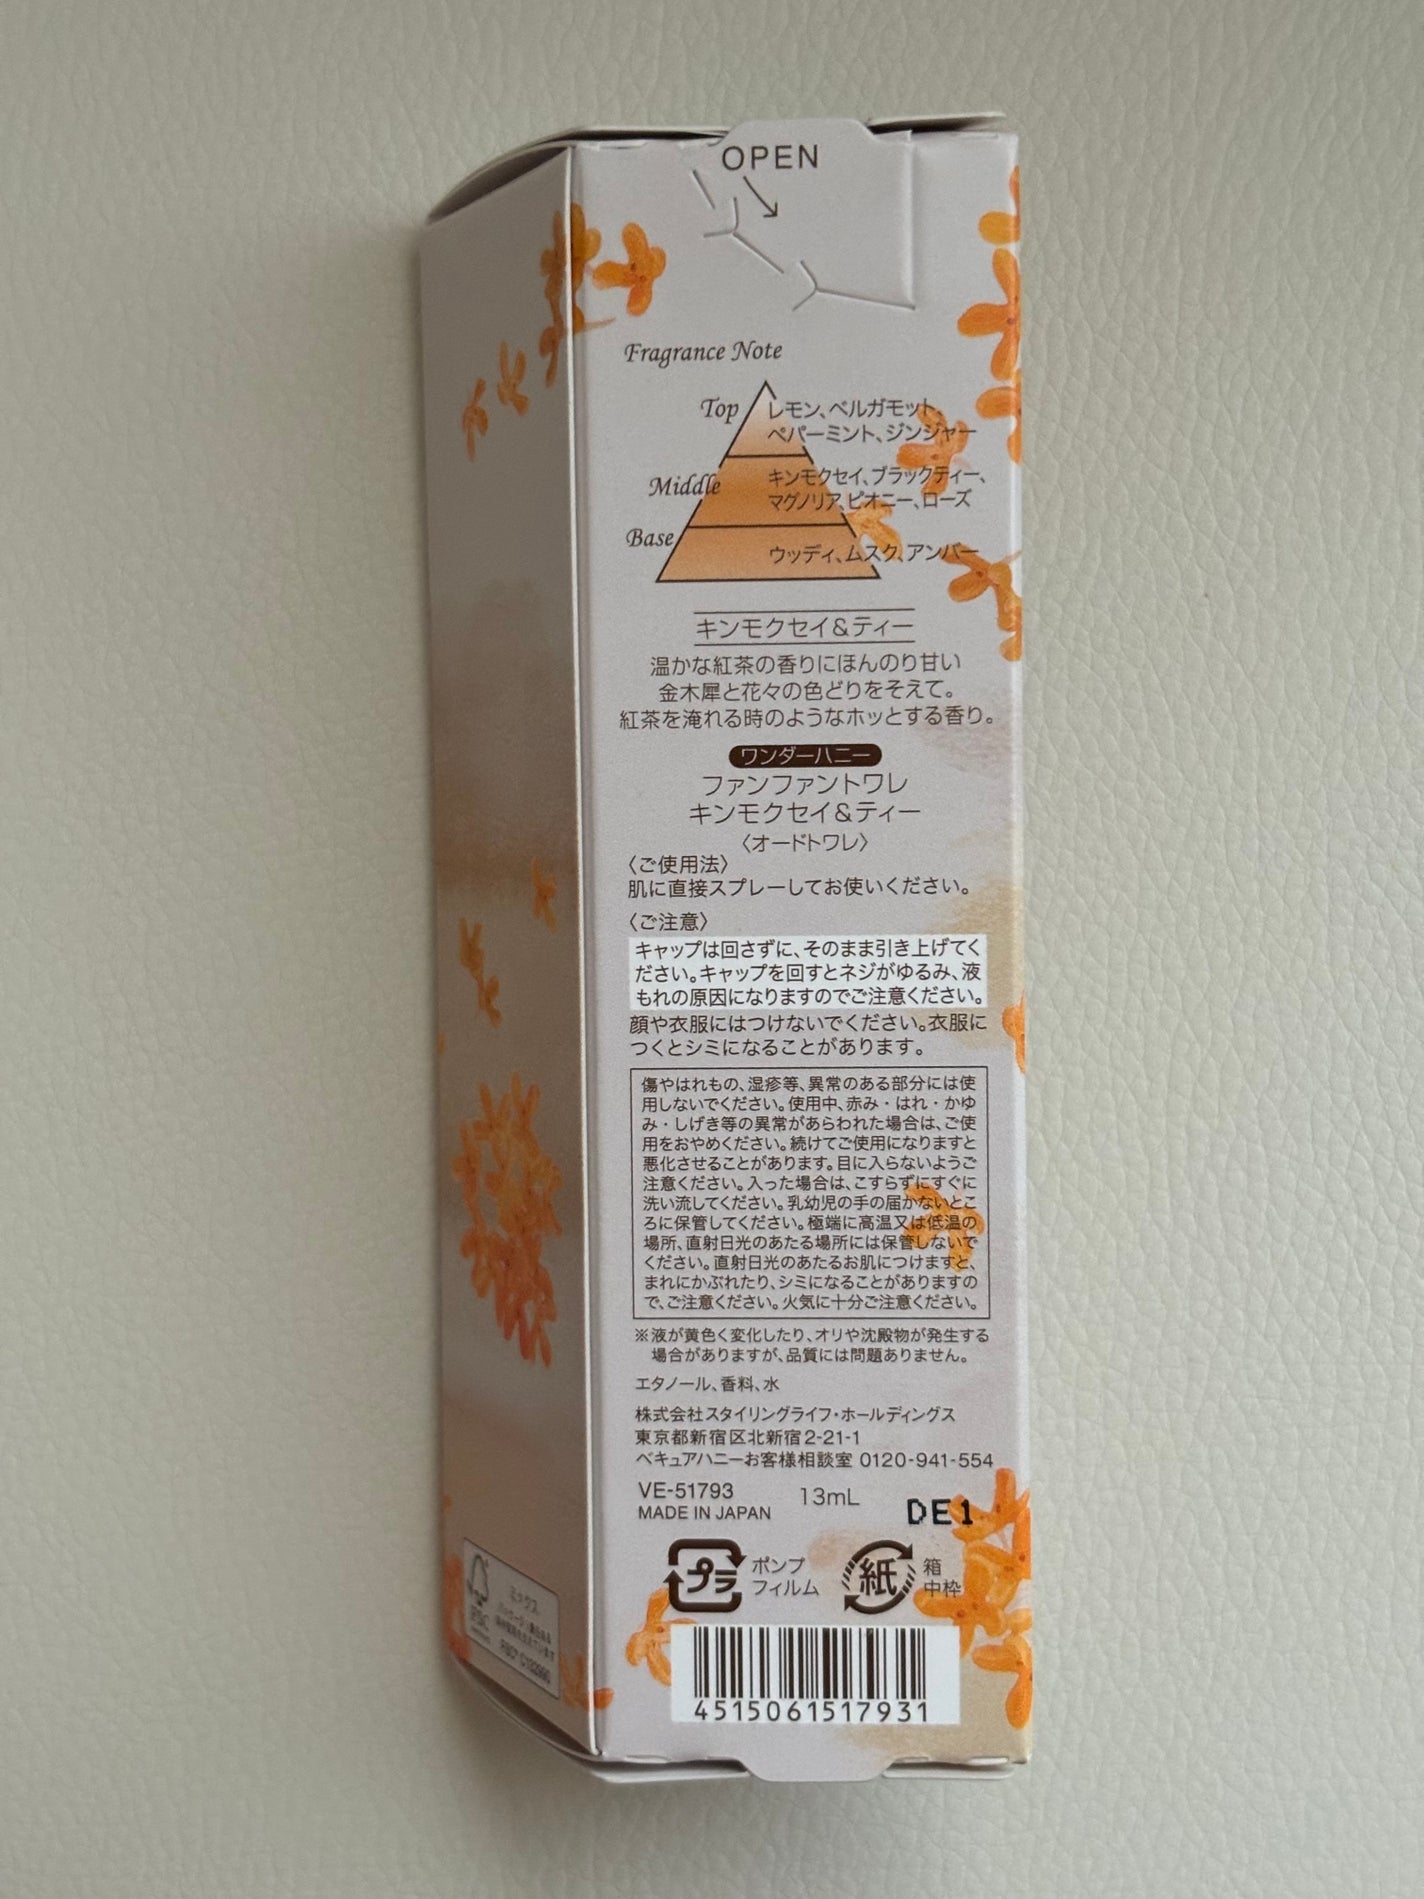 OPEN
Fragrance Note
Top
レモン、ベルガモット、
ペパーミント、ジンジャー
Middle
キンモクセイ、ブラックティー、
マグノリア、ピオニー、ローズ
Base
ウッディ、ムスク、アンバー
キンモクセイ&ティー
温かな紅茶の香りにほんのり甘い
金木犀と花々の色どりをそえて。
紅茶を淹れる時のようなホッとする香り。
ワンダーハニー
ファンファントワレ
キンモクセイ&ティー
〈オードトワレ〉
〈ご使用法〉
肌に直接スプレーしてお使いください。
〈ご注意〉
キャップは回さずに、そのまま引き上げてく
ださい。キャップを回すとネジがゆるみ、液
もれの原因になりますのでご注意ください。
顔や衣服にはつけないでください。衣服に
つくとシミになることがあります。
傷やはれもの、湿疹等、異常のある部分には使
用しないでください。使用中、赤み・はれ・かゆ
み・しげき等の異常があらわれた場合は、ご使
用をおやめください。続けてご使用になりますと
悪化させることがあります。目に入らないようご
注意ください。入った場合は、こすらずにすぐに
洗い流してください。乳幼児の手の届かないとこ
ろに保管してください。極端に高温又は低温の
場所、直射日光のあたる場所には保管しないで
ください。直射日光のあたるお肌につけますと、
まれにかぶれたり、シミになることがありますの
で、ご注意ください。火気に十分ご注意ください。
※液が黄色く変化したり、オリや沈殿物が発生する
場合がありますが、品質には問題ありません。
エタノール、香料、水
株式会社スタイリングライフ・ホールディングス
東京都新宿区北新宿2-21-1
ベキュアハニーお客様相談室 0120-941-554
VE-51793
13mL
MADE IN JAPAN
DE1
プラ
ポンプ
フィルム
紙
箱
中枠
4515061517931
FSC
ミックス